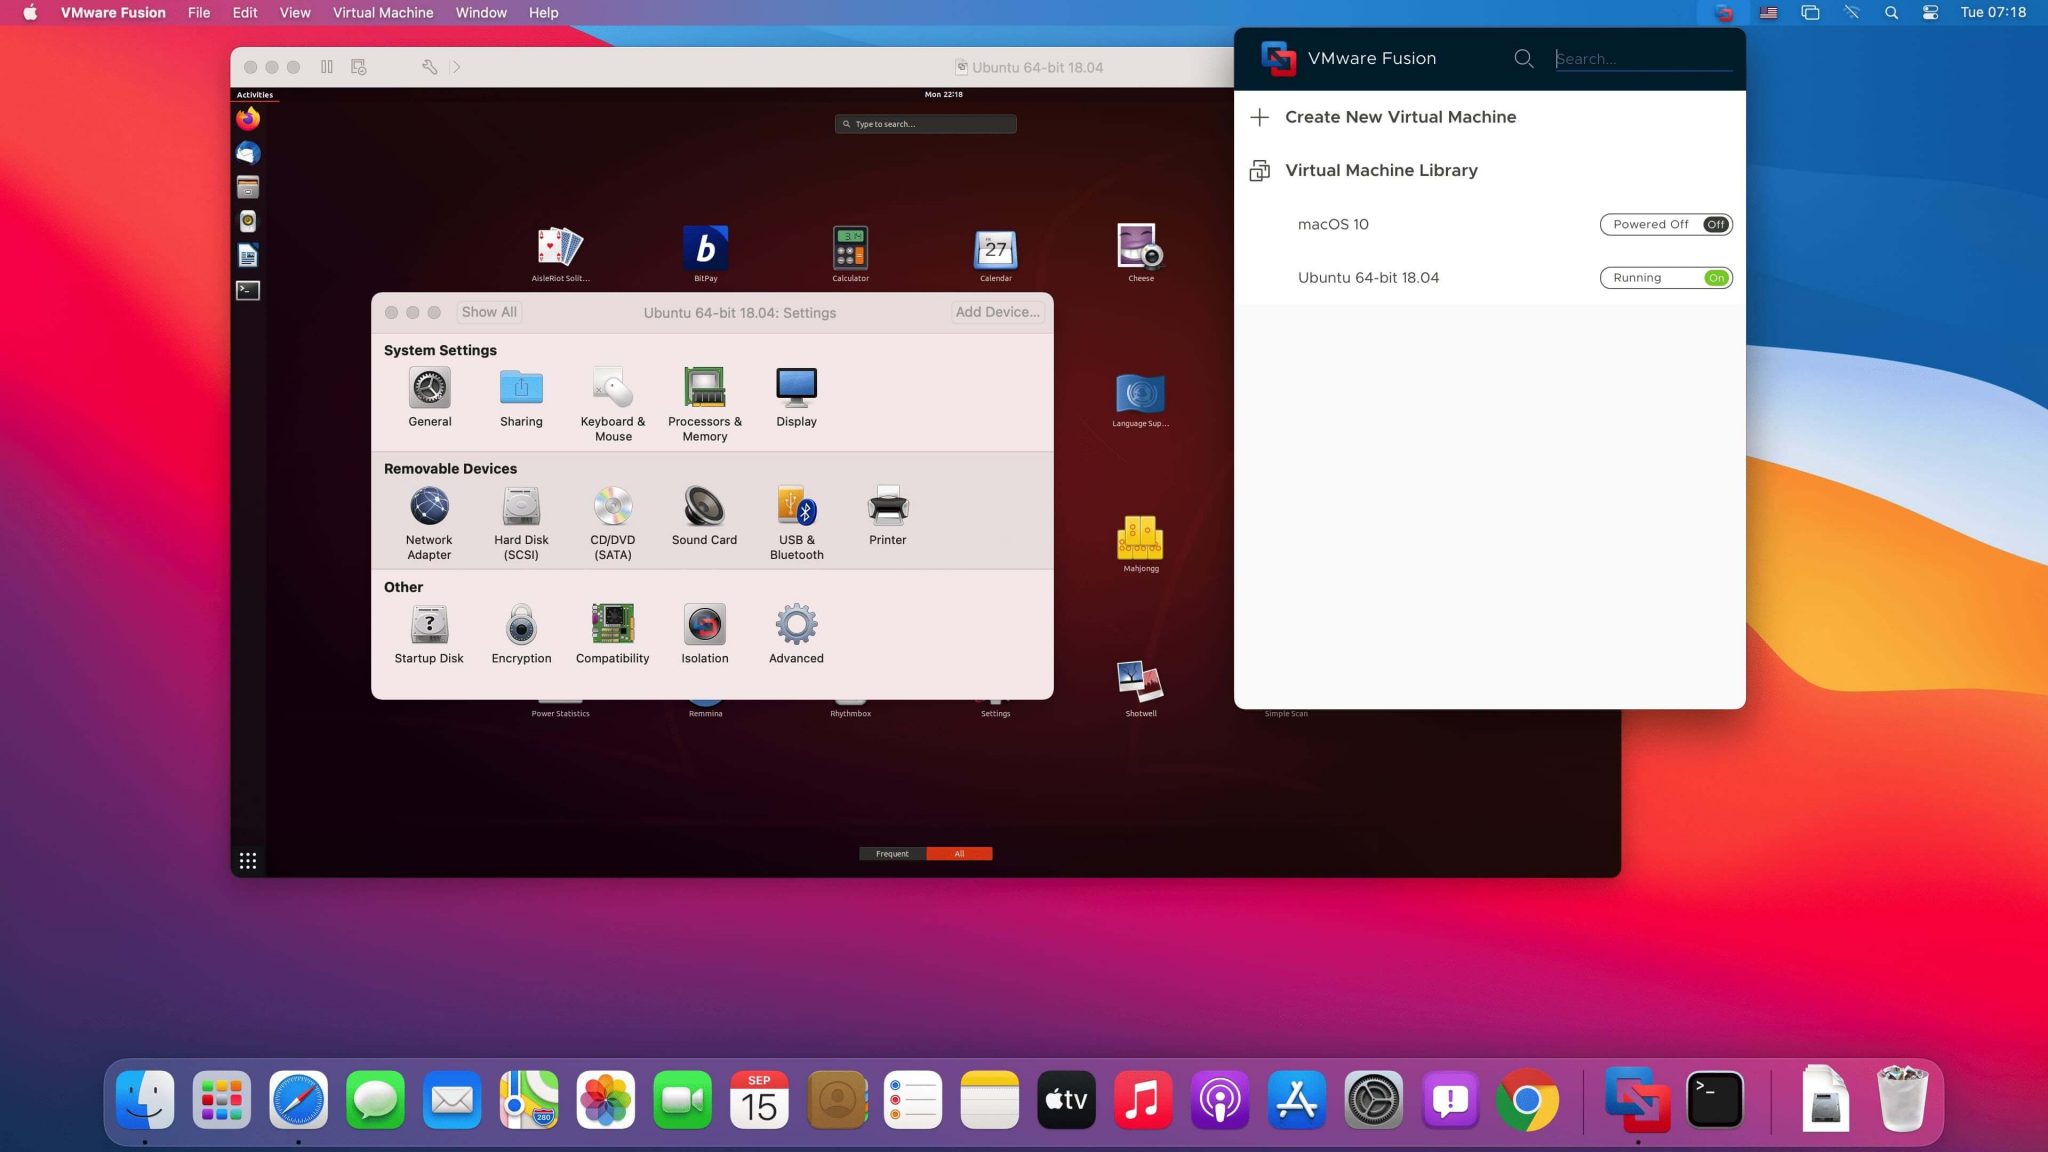 VMware Fusion File Edit View Virtual Machine Window Help
Tue 07:18
Ubuntu 64-bit 18.04
Activities
Mon 22:18
Type to search...
AisleRiot Solit...
BitPay
Calculator
3.14
27
Calendar
Cheese
Language Sup...
Mahjongg
Shotwell
Show All
Ubuntu 64-bit 18.04: Settings
Add Device...
System Settings
General
Sharing
Keyboard &
Mouse
Processors &
Memory
Display
Removable Devices
Network
Adapter
Hard Disk
(SCSI)
CD/DVD
(SATA)
Sound Card
USB &
Bluetooth
Printer
Other
Startup Disk
Encryption
Compatibility
Isolation
Advanced
Power Statistics
Remmina
Rhythmbox
Settings
Simple Scan
Frequent
All
VMware Fusion
Search...
Create New Virtual Machine
Virtual Machine Library
macOS 10
Powered Off
Off
Ubuntu 64-bit 18.04
Running
On
280
SEP
15
tv